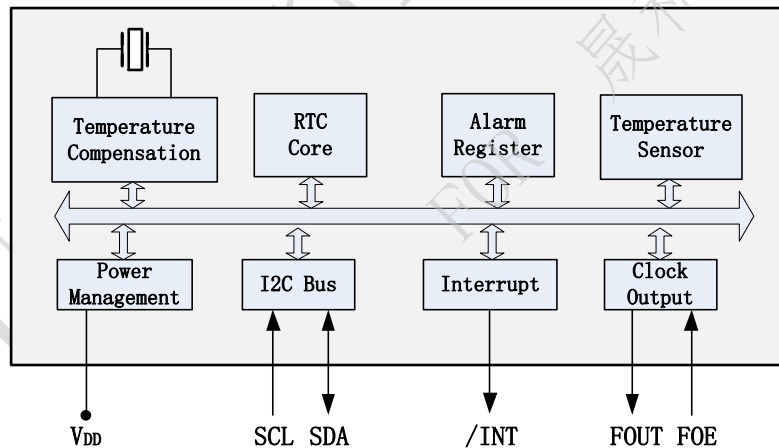 Temperature
Compensation
RTC
Core
Alarm
Register
Temperature
Sensor
FOR
Power
Management
I2C Bus
Interrupt
Clock
Output
VDD
SCL SDA
/INT
FOUT FOE